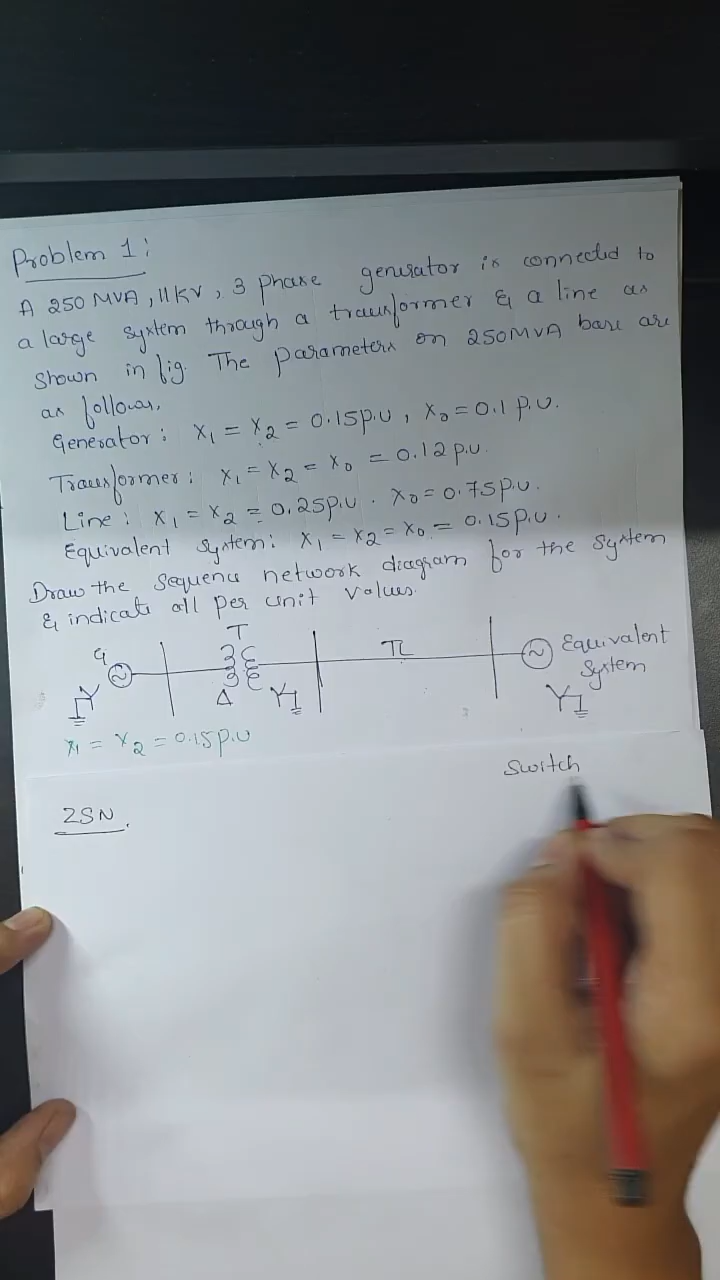 Problem 1:
A 250 MVA, 11KV, 3 phase generator is connected to
a large system through a transformer & a line as
shown in fig. The parameters on 250MVA base are
as follows.
Generator: X₁ = X₂ = 0.15p.u, X₀ = 0.1 p.u.
Transformer: X₁ = X₂ = X₀ = 0.12 p.u.
Line: X₁ = X₂ = 0.25p.u. X₀ = 0.75p.u.
Equivalent system: X₁ = X₂ = X₀ = 0.15p.u.
Draw the sequence network diagram for the system
& indicate all per unit values.
G T TL Equivalent
System
Y Δ Y Y
X₁ = X₂ = 0.15p.u
Switch
ZSN.